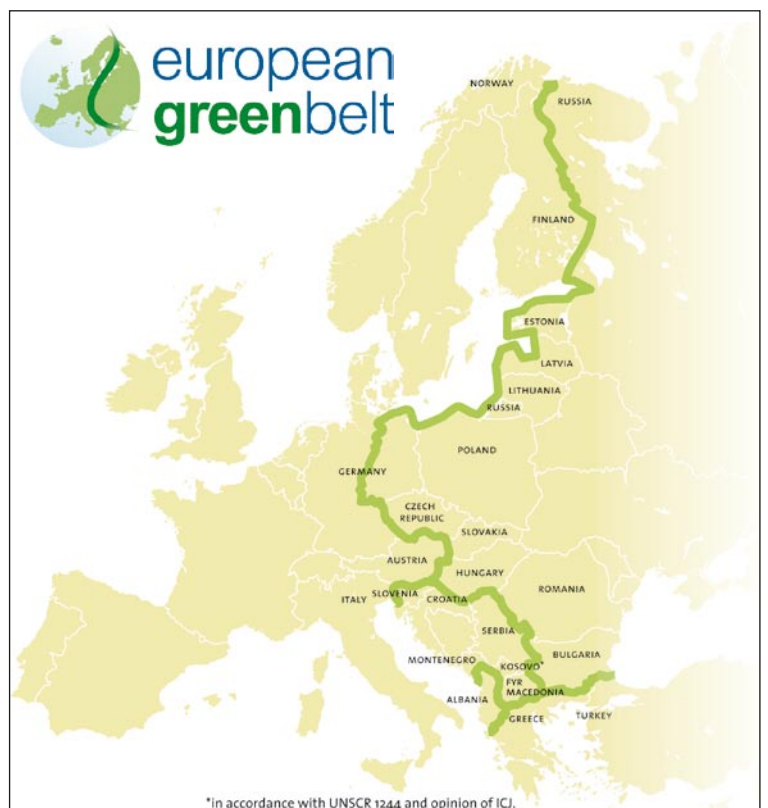 european
greenbelt
NORWAY
RUSSIA
FINLAND
ESTONIA
LATVIA
LITHUANIA
RUSSIA
POLAND
GERMANY
CZECH
REPUBLIC
SLOVAKIA
AUSTRIA
HUNGARY
ROMANIA
ITALY
SLOVENIA
CROATIA
SERBIA
BULGARIA
MONTENEGRO
KOSOVO*
FYR
MACEDONIA
ALBANIA
GREECE
TURKEY
*in accordance with UNSCR 1244 and opinion of ICJ.